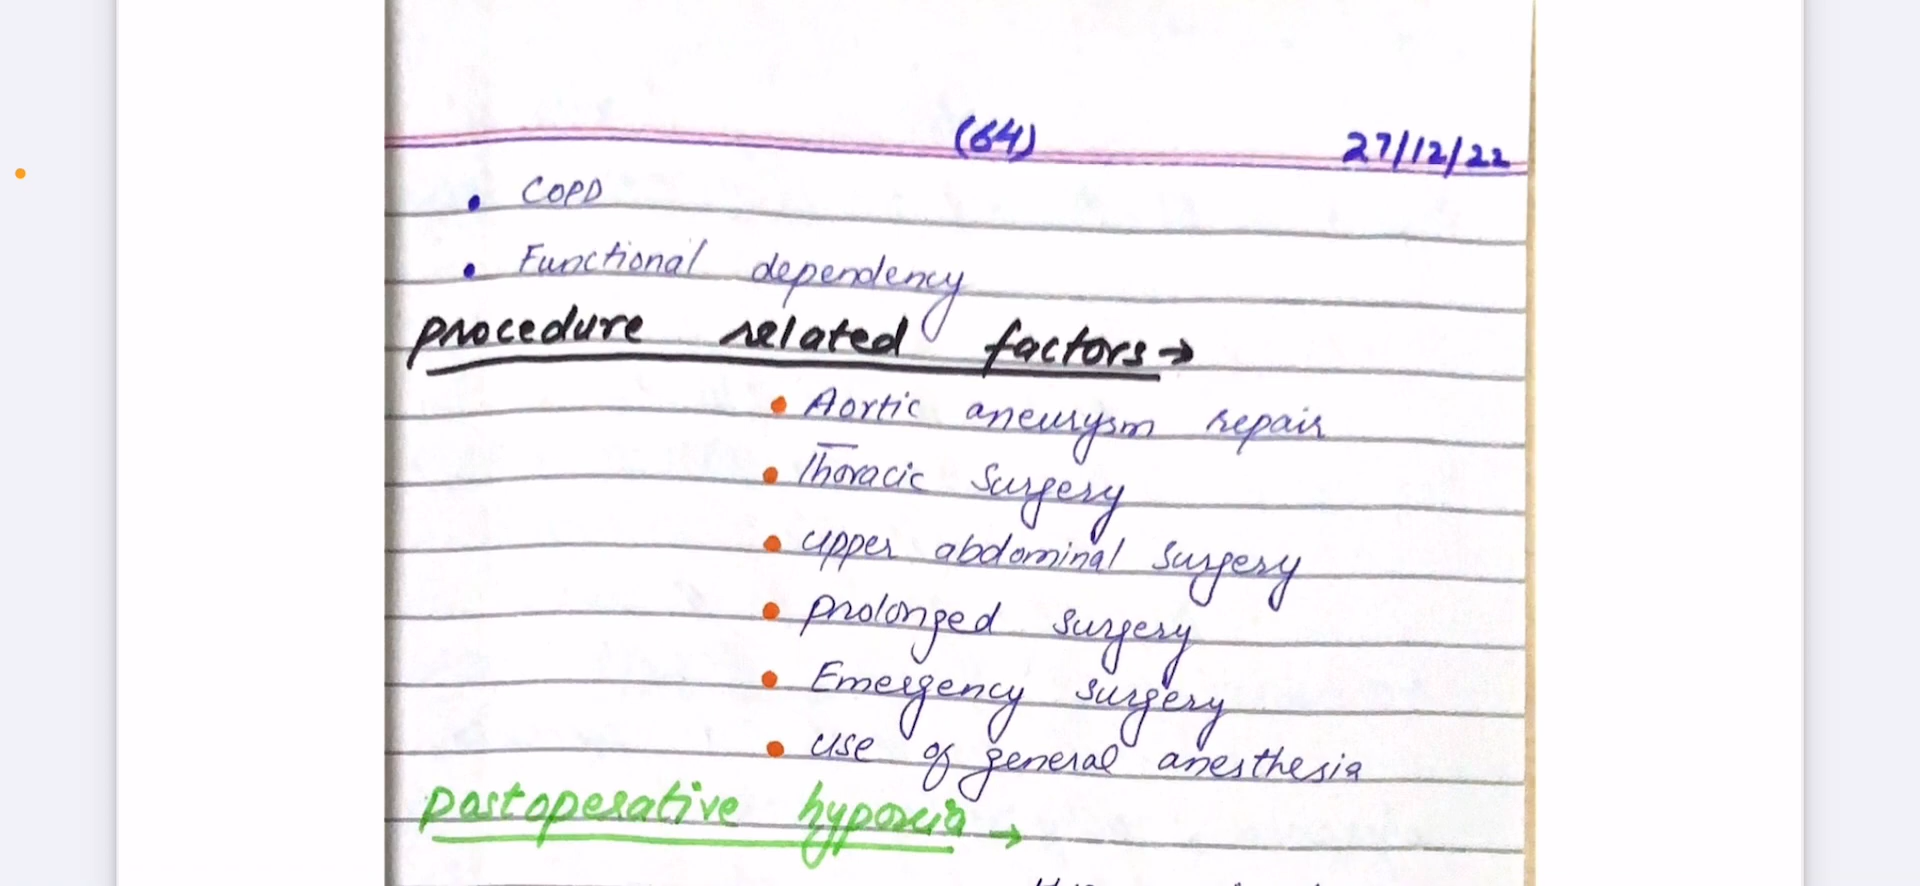 (64) 27/12/22
• COPD
• Functional dependency
procedure related factors →
• Aortic aneurysm repair
• Thoracic surgery
• upper abdominal surgery
• prolonged surgery
• Emergency surgery
• use of general anesthesia
postoperative hypoxia →